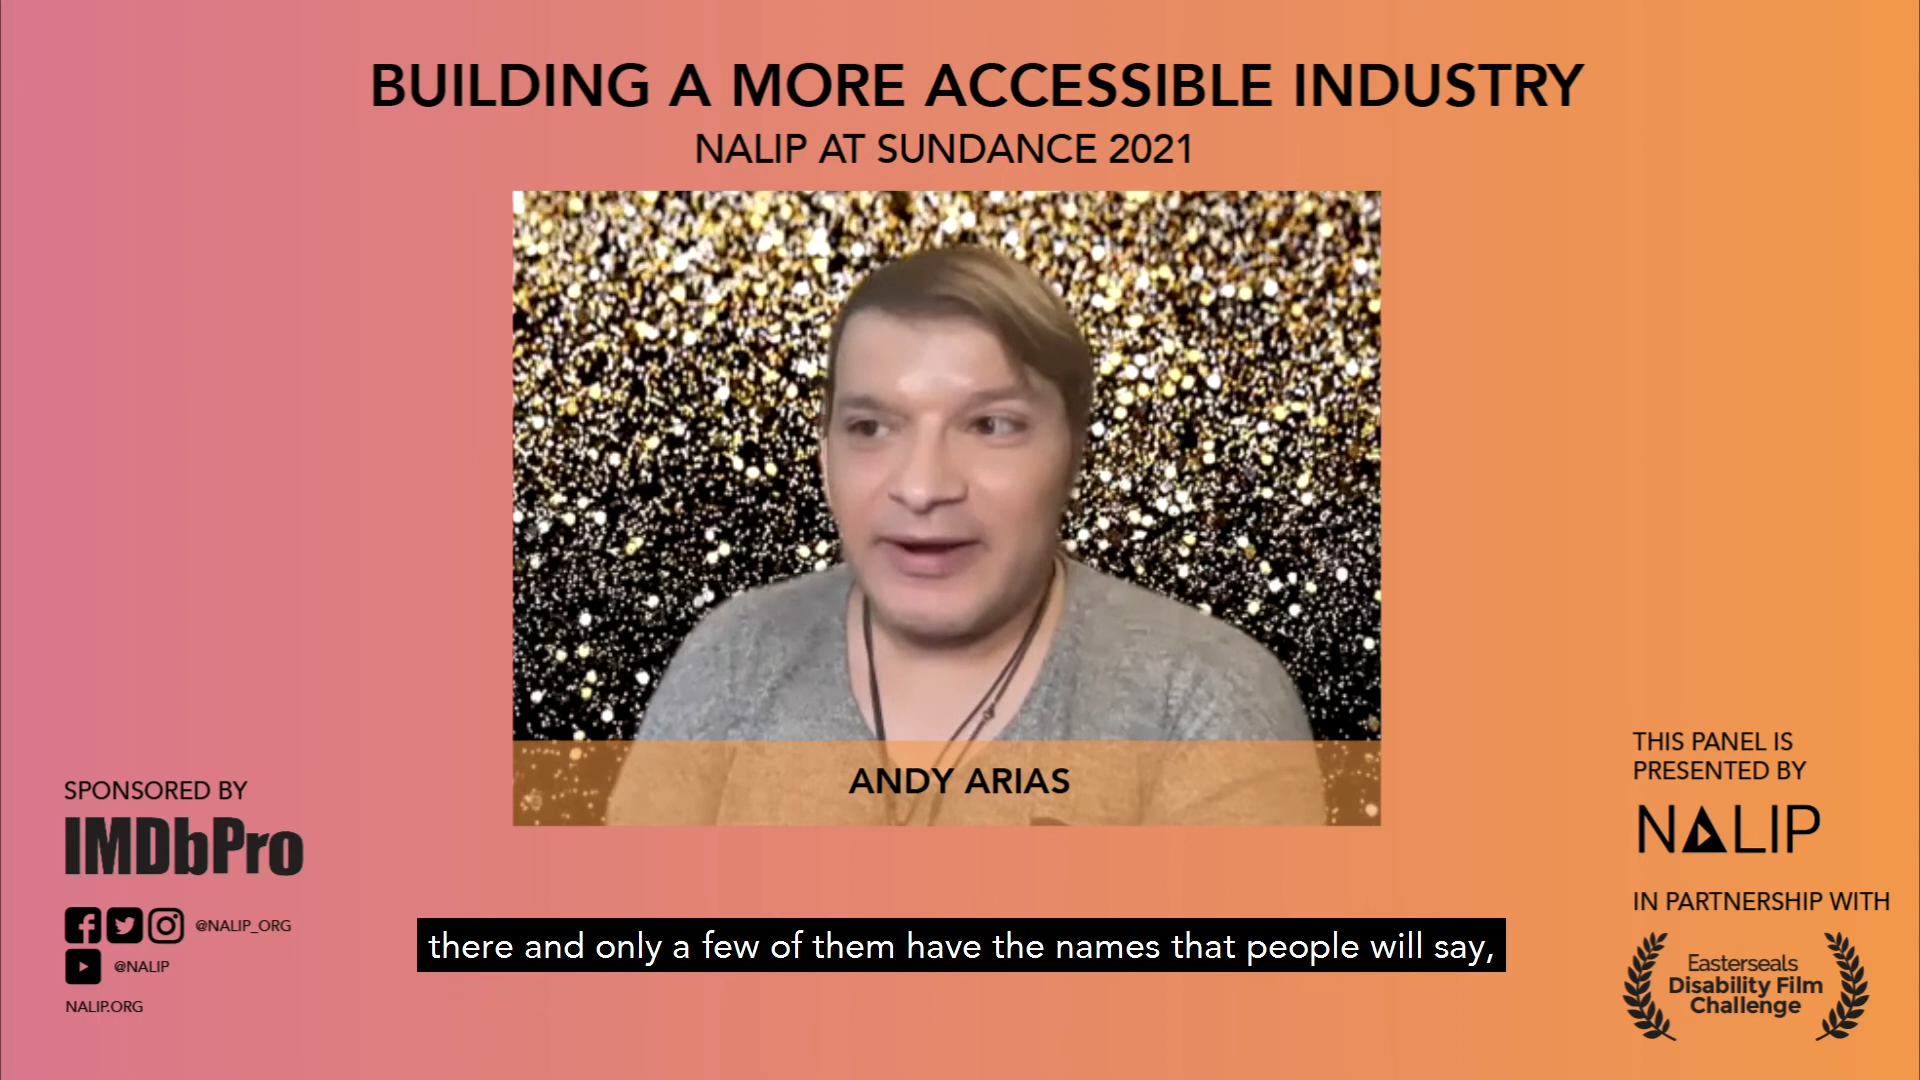 BUILDING A MORE ACCESSIBLE INDUSTRY
NALIP AT SUNDANCE 2021
ANDY ARIAS
SPONSORED BY
IMDbPro
@NALIP_ORG
@NALIP
NALIP.ORG
there and only a few of them have the names that people will say,
THIS PANEL IS
PRESENTED BY
NALIP
IN PARTNERSHIP WITH
Easterseals
Disability Film
Challenge